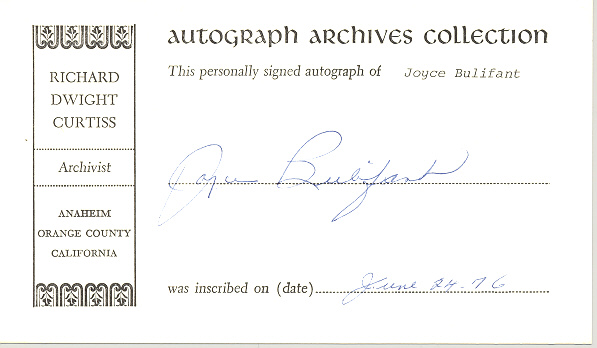 AUTOGRAPH ARCHIVES COLLECTION
This personally signed autograph of Joyce Bulifant
RICHARD
DWIGHT
CURTISS
Archivist
ANAHEIM
ORANGE COUNTY
CALIFORNIA
Joyce Bulifant
was inscribed on (date) June 24-76